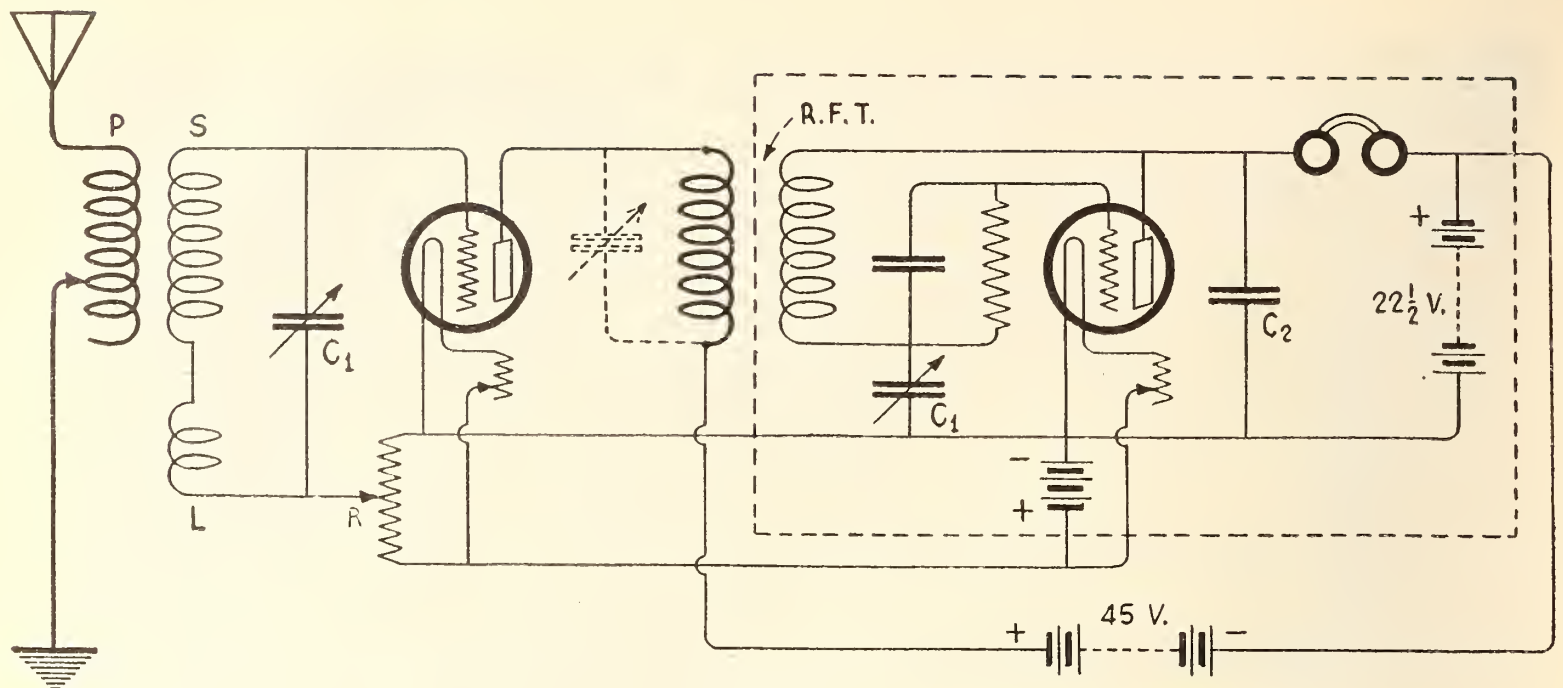 P
S
R.F.T.
+
22½ V.
C₁
C₂
C₁
-
+
R
L
45 V.
+
-